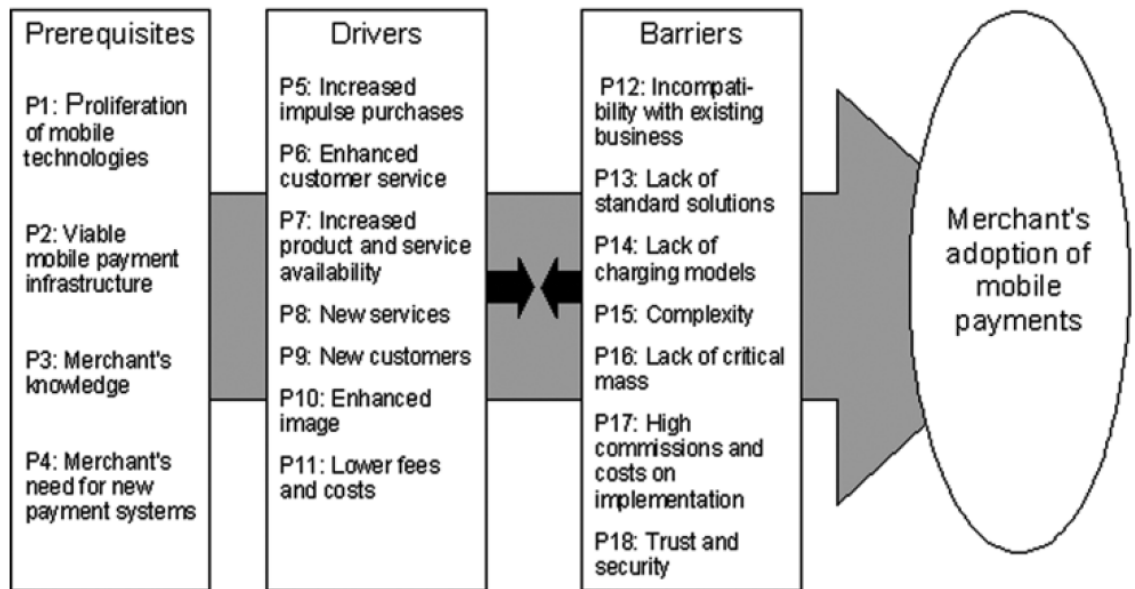 Prerequisites
P1: Proliferation
of mobile
technologies
P2: Viable
mobile payment
infrastructure
P3: Merchant's
knowledge
P4: Merchant's
need for new
payment systems
Drivers
P5: Increased
impulse purchases
P6: Enhanced
customer service
P7: Increased
product and service
availability
P8: New services
P9: New customers
P10: Enhanced
image
P11: Lower fees
and costs
Barriers
P12: Incompati-
bility with existing
business
P13: Lack of
standard solutions
P14: Lack of
charging models
P15: Complexity
P16: Lack of critical
mass
P17: High
commissions and
costs on
implementation
P18: Trust and
security
Merchant's
adoption of
mobile
payments